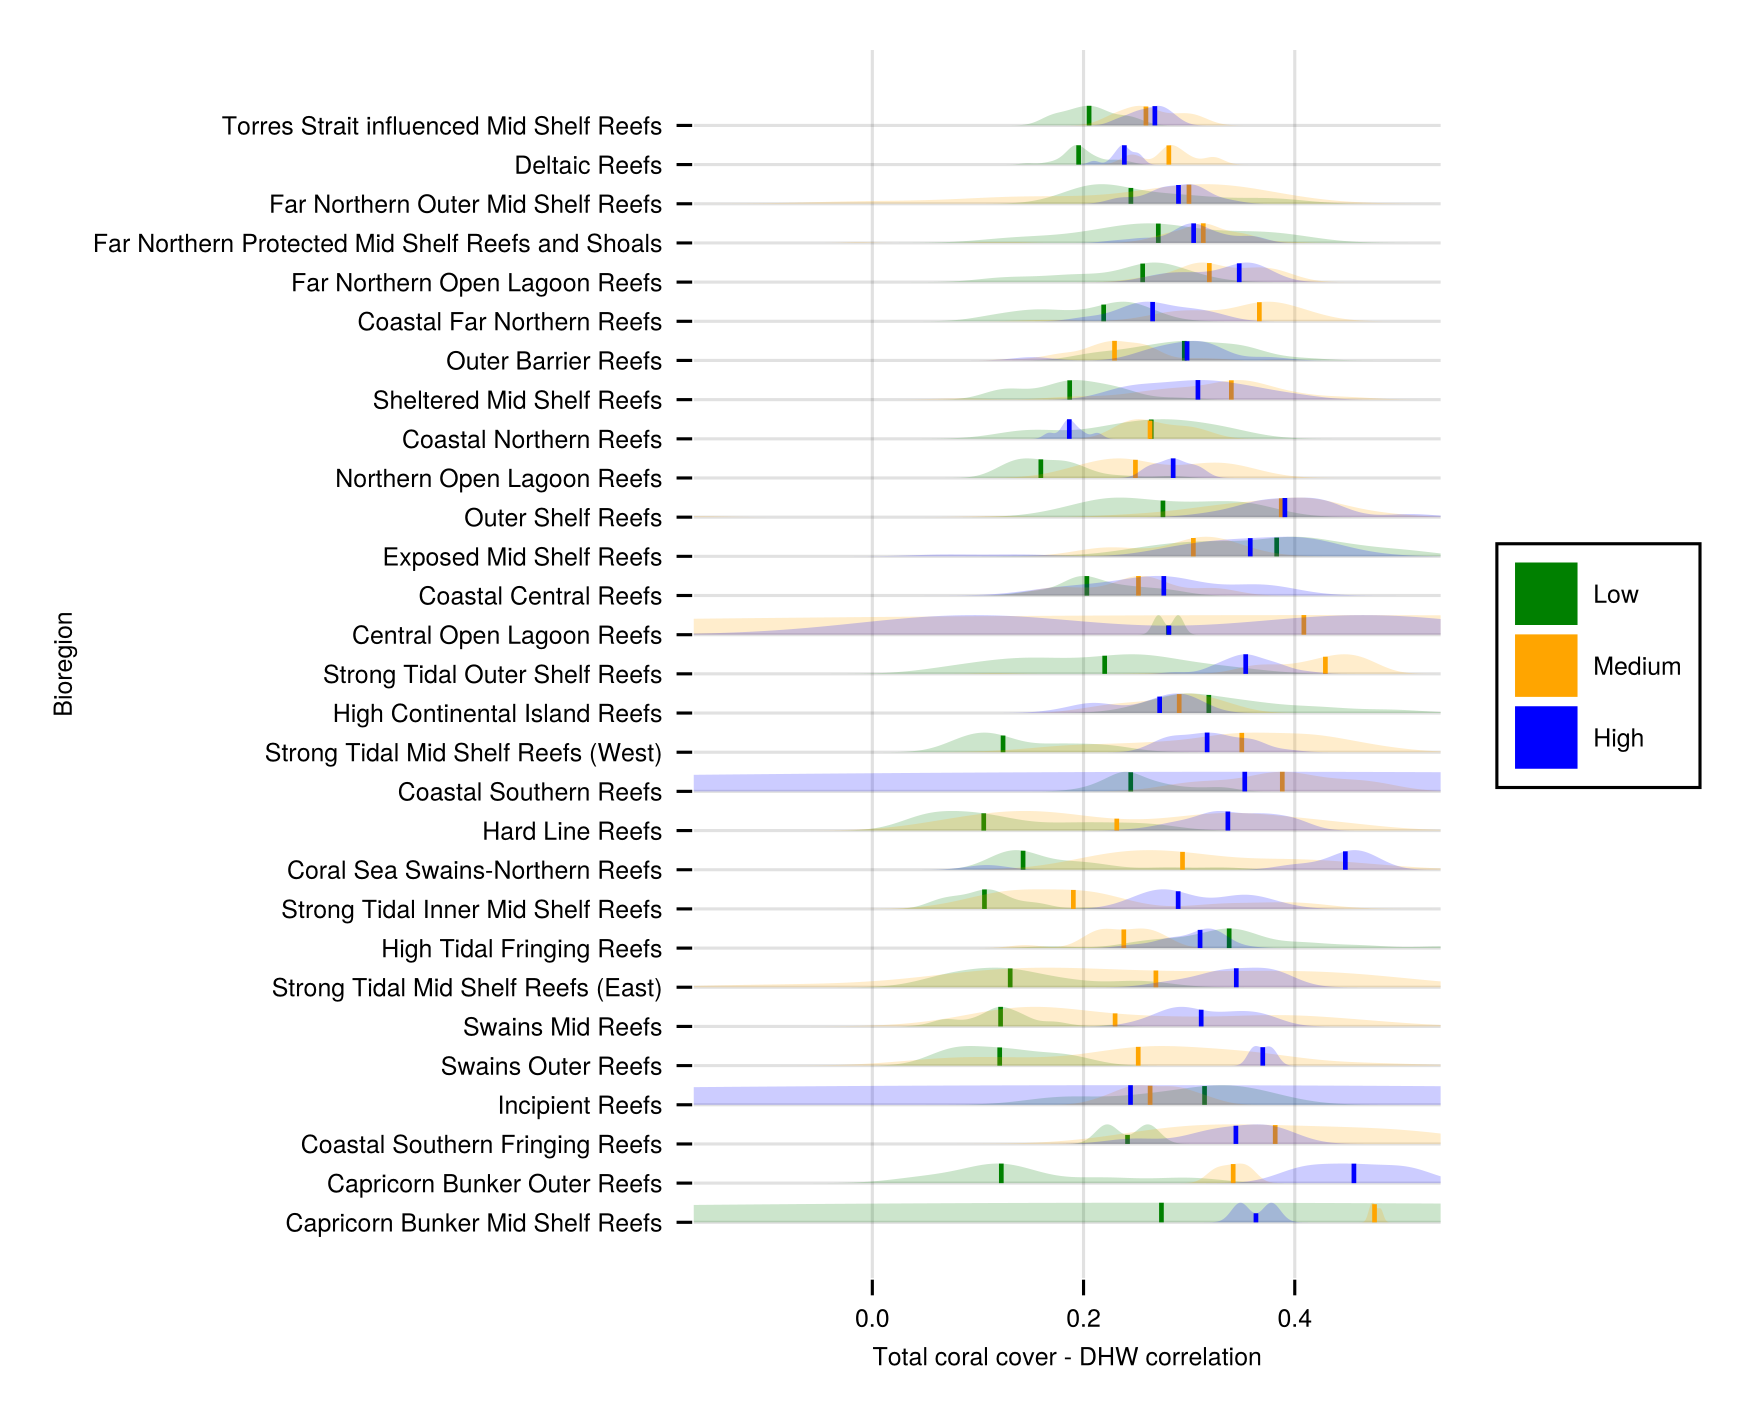 Torres Strait influenced Mid Shelf Reefs
Deltaic Reefs
Far Northern Outer Mid Shelf Reefs
Far Northern Protected Mid Shelf Reefs and Shoals
Far Northern Open Lagoon Reefs
Coastal Far Northern Reefs
Outer Barrier Reefs
Sheltered Mid Shelf Reefs
Coastal Northern Reefs
Northern Open Lagoon Reefs
Outer Shelf Reefs
Exposed Mid Shelf Reefs
Coastal Central Reefs
Central Open Lagoon Reefs
Strong Tidal Outer Shelf Reefs
High Continental Island Reefs
Strong Tidal Mid Shelf Reefs (West)
Coastal Southern Reefs
Hard Line Reefs
Coral Sea Swains-Northern Reefs
Strong Tidal Inner Mid Shelf Reefs
High Tidal Fringing Reefs
Strong Tidal Mid Shelf Reefs (East)
Swains Mid Reefs
Swains Outer Reefs
Incipient Reefs
Coastal Southern Fringing Reefs
Capricorn Bunker Outer Reefs
Capricorn Bunker Mid Shelf Reefs
Bioregion
0.0 0.2 0.4
Total coral cover - DHW correlation
Low
Medium
High